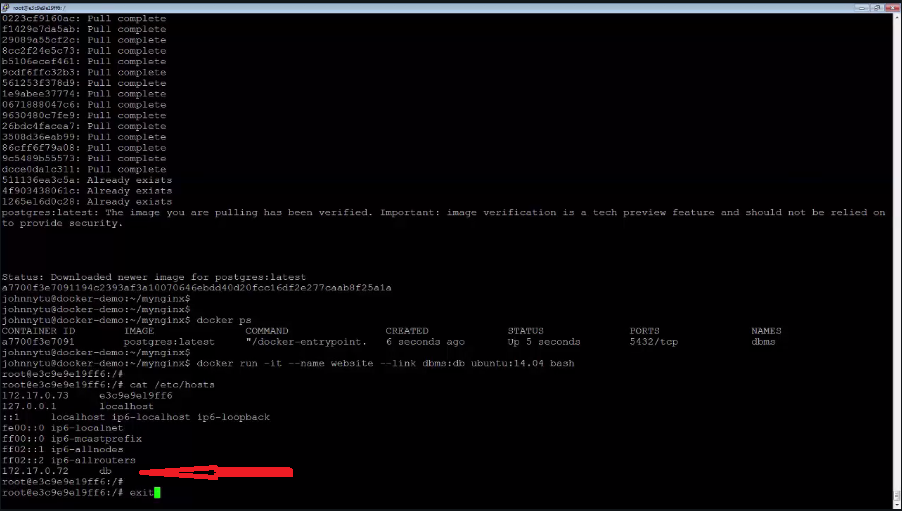 root@e3c9e9e19ff6: /
0223cf9160ac: Pull complete
f1429e7da5ab: Pull complete
29089a55cf2c: Pull complete
8cc2f24e5c73: Pull complete
b5106ecef461: Pull complete
9cdf6ffc32b3: Pull complete
561253f378d9: Pull complete
1e9abee37774: Pull complete
0671888047c6: Pull complete
9630480c7fe9: Pull complete
26bdc4facea7: Pull complete
3508d36eab99: Pull complete
86cff6f79a08: Pull complete
9c5489b55573: Pull complete
dcce0da1c311: Pull complete
511136ea3c5a: Already exists
4f903438061c: Already exists
1265e16d0c28: Already exists
postgres:latest: The image you are pulling has been verified. Important: image verification is a tech preview feature and should not be relied on
to provide security.
Status: Downloaded newer image for postgres:latest
a7700f3e7091194c2393af3a10070646ebdd40d20fcc16df2e277caab8f25a1a
johnnytu@docker-demo:~/mynginx$
johnnytu@docker-demo:~/mynginx$
johnnytu@docker-demo:~/mynginx$ docker ps
CONTAINER ID IMAGE COMMAND CREATED STATUS PORTS NAMES
a7700f3e7091 postgres:latest "/docker-entrypoint. 6 seconds ago Up 5 seconds 5432/tcp dbms
johnnytu@docker-demo:~/mynginx$
johnnytu@docker-demo:~/mynginx$ docker run -it --name website --link dbms:db ubuntu:14.04 bash
root@e3c9e9e19ff6:/#
root@e3c9e9e19ff6:/# cat /etc/hosts
172.17.0.73 e3c9e9e19ff6
127.0.0.1 localhost
::1 localhost ip6-localhost ip6-loopback
fe00::0 ip6-localnet
ff00::0 ip6-mcastprefix
ff02::1 ip6-allnodes
ff02::2 ip6-allrouters
172.17.0.72 db
root@e3c9e9e19ff6:/#
root@e3c9e9e19ff6:/# exit